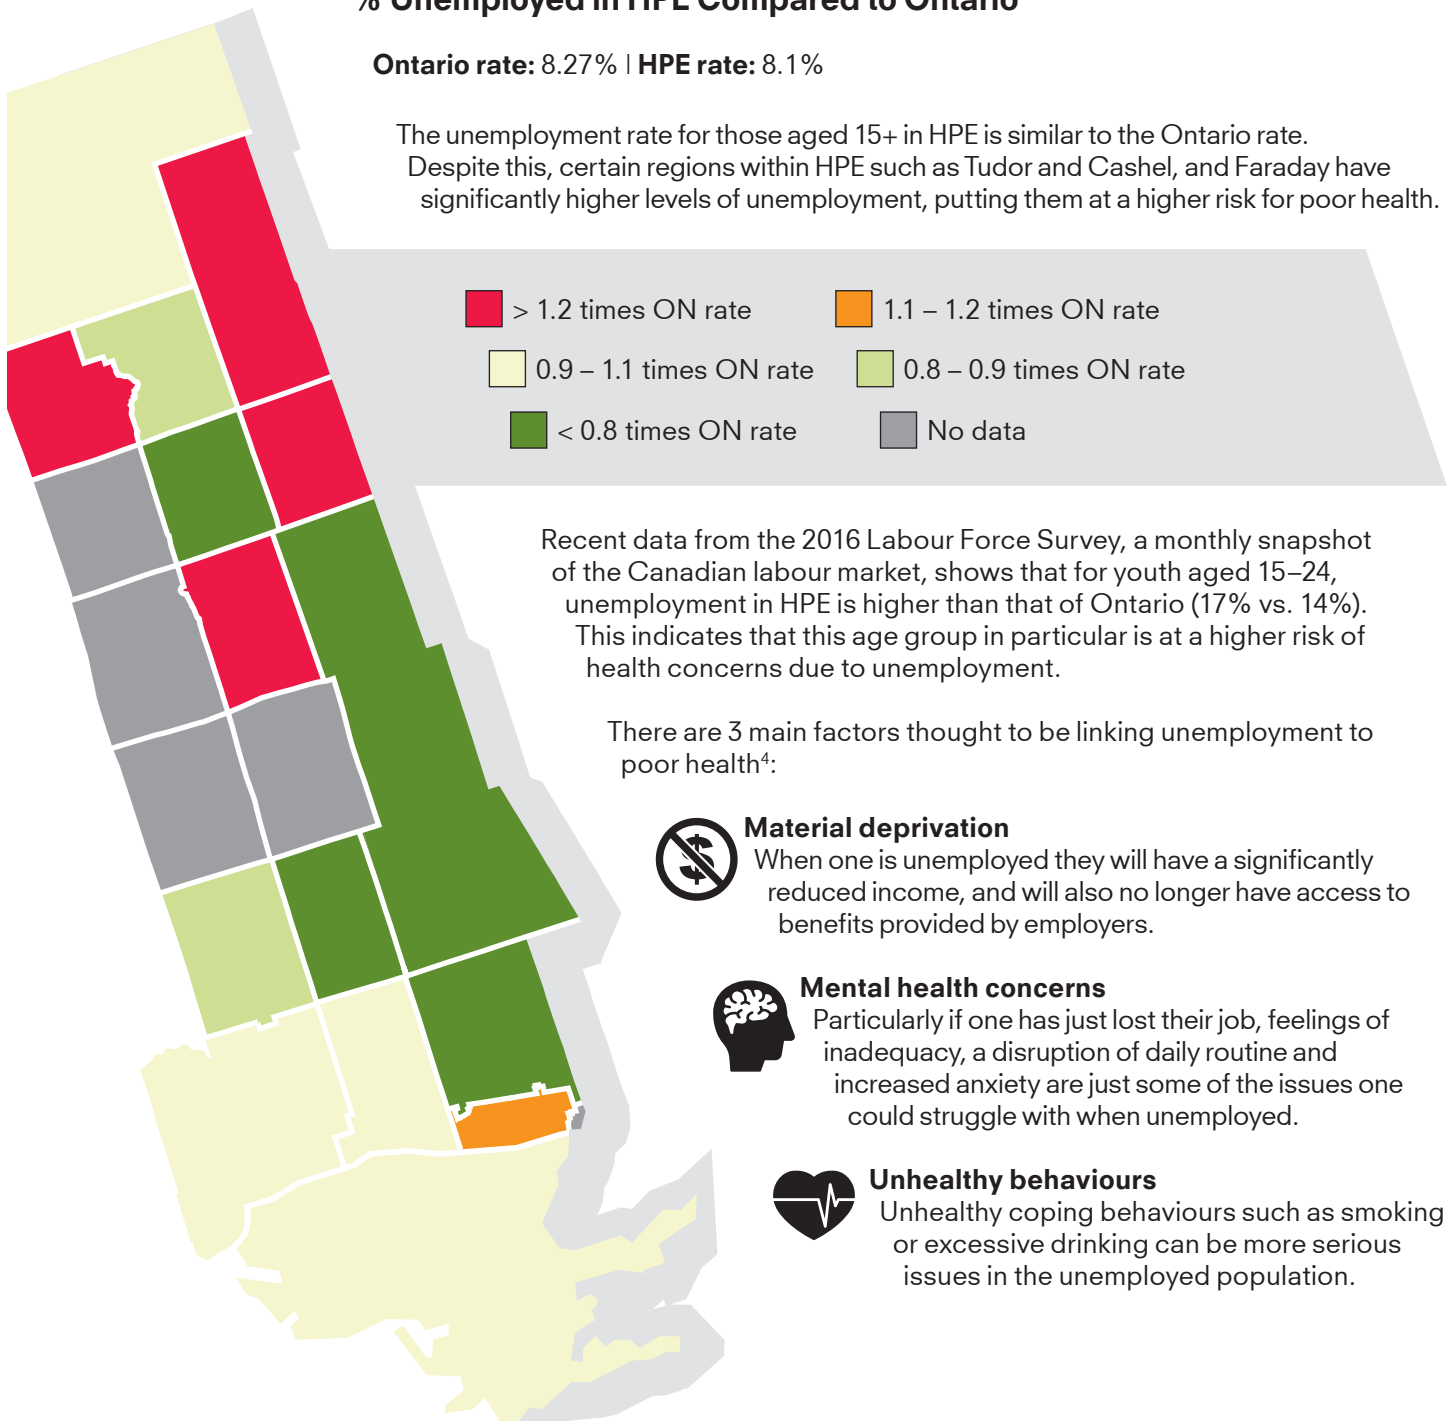 % Unemployed in HPE Compared to Ontario
Ontario rate: 8.27% | HPE rate: 8.1%
The unemployment rate for those aged 15+ in HPE is similar to the Ontario rate.
Despite this, certain regions within HPE such as Tudor and Cashel, and Faraday have
significantly higher levels of unemployment, putting them at a higher risk for poor health.
> 1.2 times ON rate
1.1 – 1.2 times ON rate
0.9 – 1.1 times ON rate
0.8 – 0.9 times ON rate
< 0.8 times ON rate
No data
Recent data from the 2016 Labour Force Survey, a monthly snapshot
of the Canadian labour market, shows that for youth aged 15–24,
unemployment in HPE is higher than that of Ontario (17% vs. 14%).
This indicates that this age group in particular is at a higher risk of
health concerns due to unemployment.
There are 3 main factors thought to be linking unemployment to
poor health⁴:
Material deprivation
When one is unemployed they will have a significantly
reduced income, and will also no longer have access to
benefits provided by employers.
Mental health concerns
Particularly if one has just lost their job, feelings of
inadequacy, a disruption of daily routine and
increased anxiety are just some of the issues one
could struggle with when unemployed.
Unhealthy behaviours
Unhealthy coping behaviours such as smoking
or excessive drinking can be more serious
issues in the unemployed population.